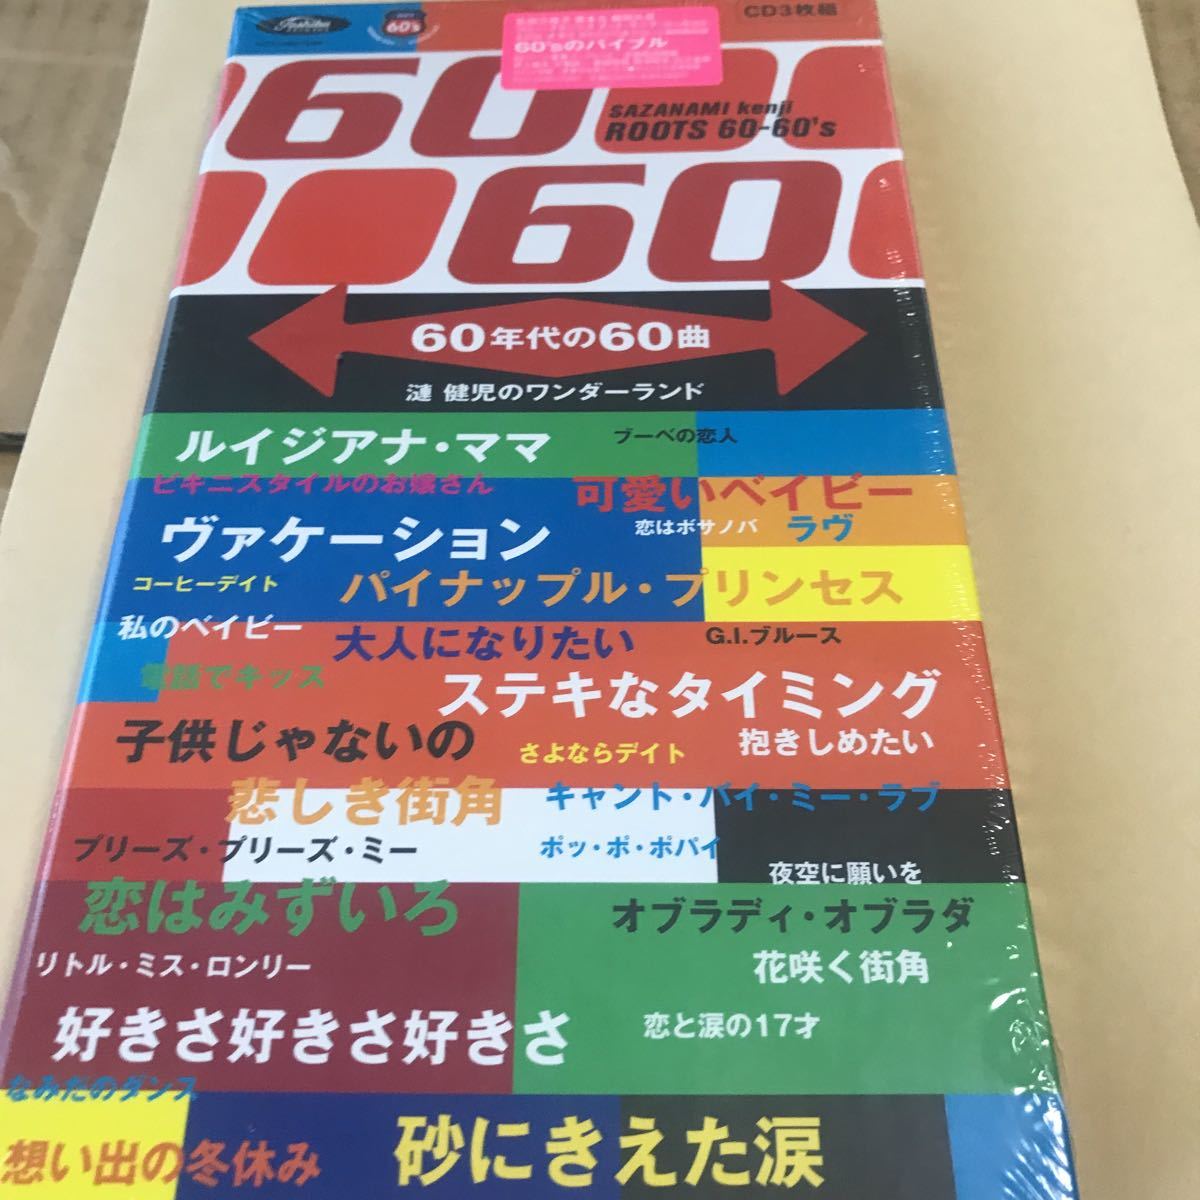 Toshiba
60's
CD3枚組
60'sのバイブル
60
SAZANAMI kenji
ROOTS 60-60's
60
60年代の60曲
漣 健児のワンダーランド
ルイジアナ・ママ
ブーベの恋人
ビキニスタイルのお嬢さん
可愛いベイビー
ヴァケーション
恋はボサノバ
ラヴ
コーヒーデイト
パイナップル・プリンセス
私のベイビー
大人になりたい
G.I.ブルース
電話でキッス
ステキなタイミング
子供じゃないの
さよならデイト
抱きしめたい
悲しき街角
キャント・バイ・ミー・ラブ
プリーズ・プリーズ・ミー
ポッ・ポ・ポパイ
夜空に願いを
恋はみずいろ
オブラディ・オブラダ
リトル・ミス・ロンリー
花咲く街角
好きさ好きさ好きさ
恋と涙の17才
なみだのダンス
砂にきえた涙
想い出の冬休み